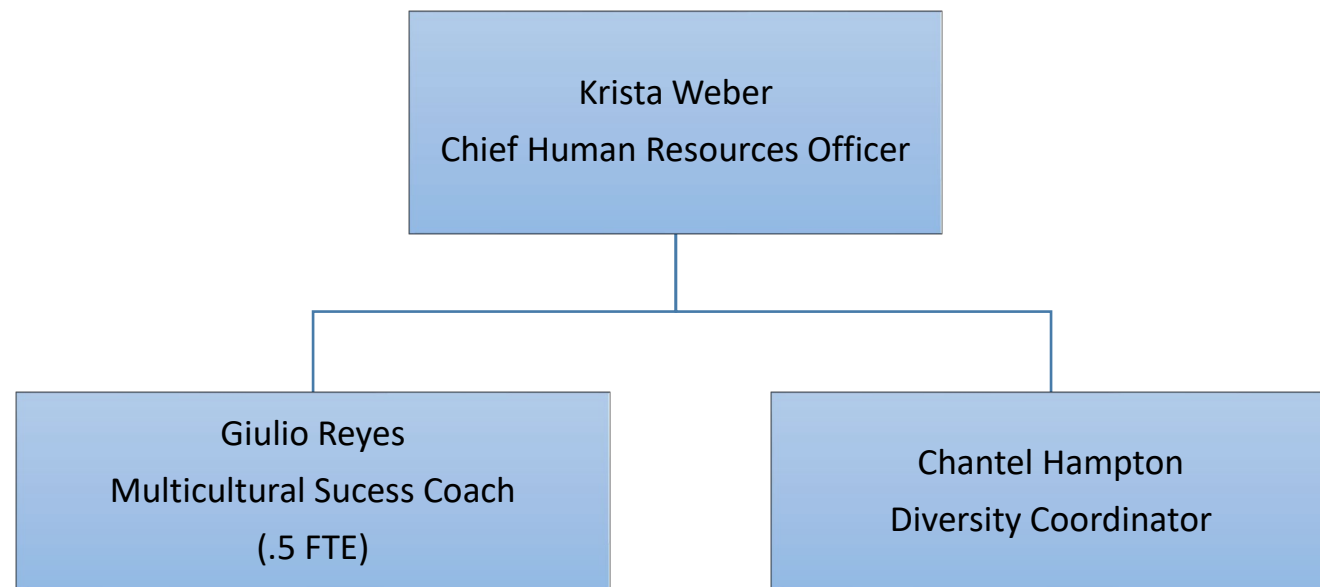 Krista Weber
Chief Human Resources Officer
Giulio Reyes
Multicultural Sucess Coach
(.5 FTE)
Chantel Hampton
Diversity Coordinator